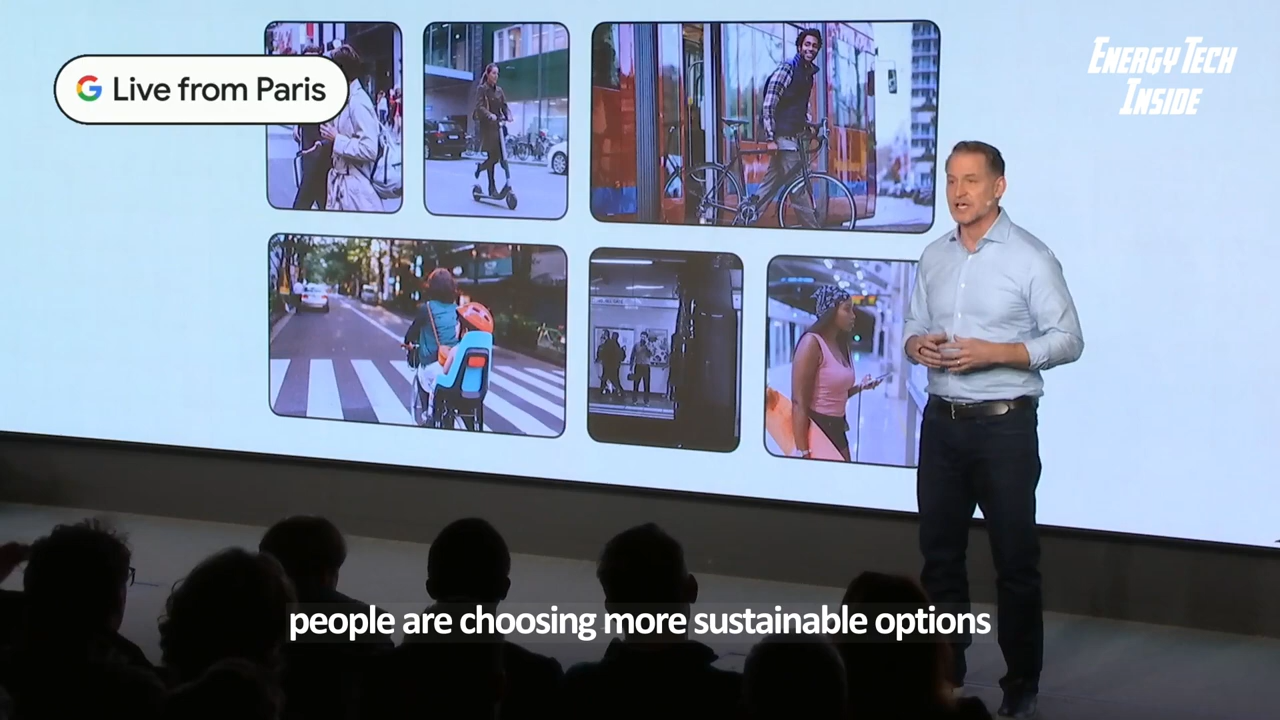 Live from Paris
ENERGY TECH
INSIDE
people are choosing more sustainable options